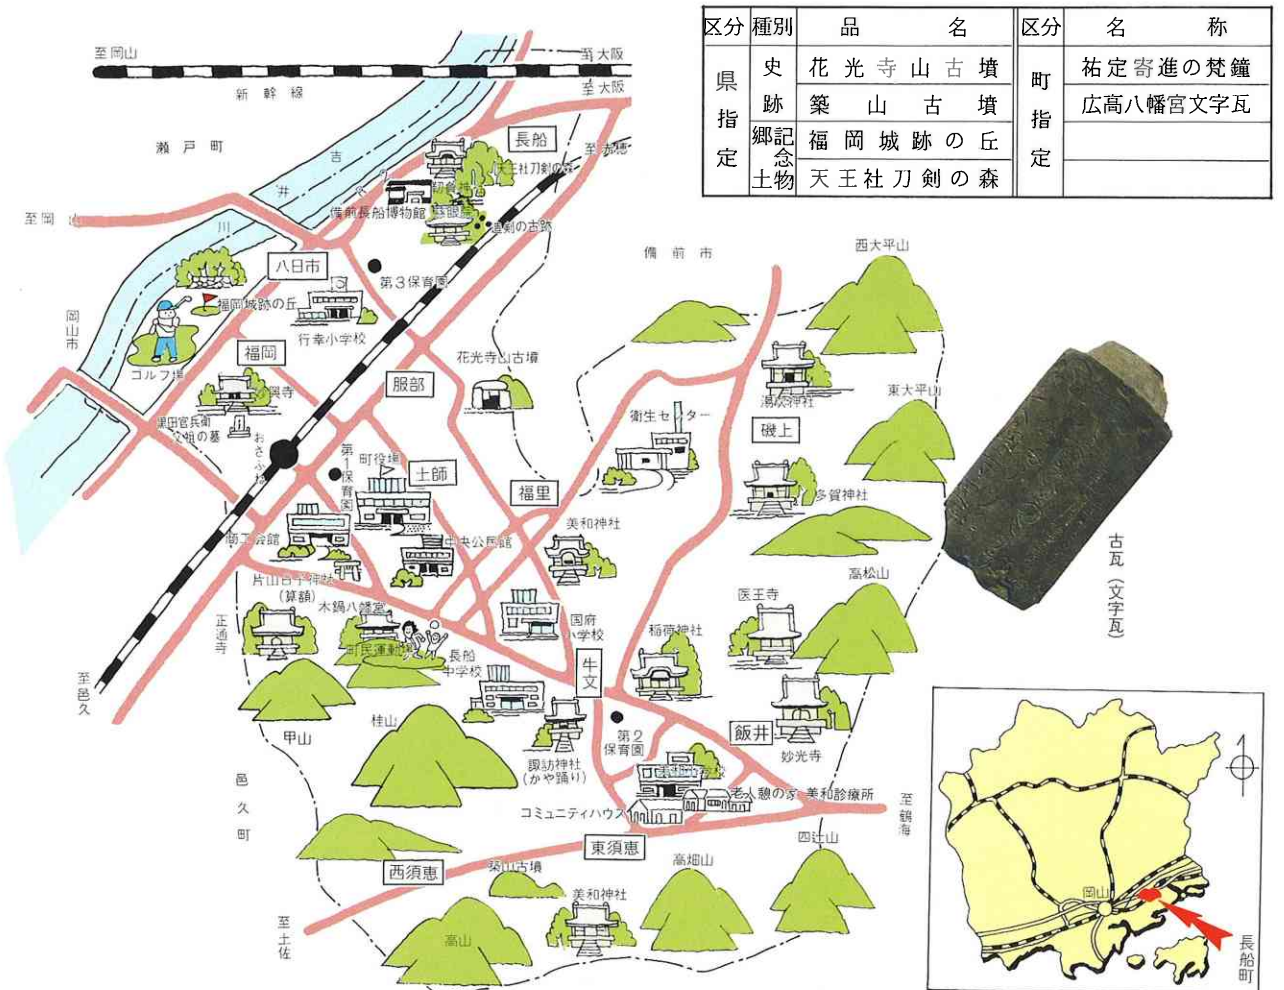 区分 種別 品 名 区分 名 称
県指定 史跡 花光寺山古墳 町指定 祐定寄進の梵鐘
築山古墳 広高八幡宮文字瓦
郷土記念物 福岡城跡の丘
天王社刀剣の森
至岡山
至大阪
新幹線
至大阪
瀬戸町
長船
吉井川
天王社刀剣の森
靭負神社
備前長船博物館
造剣の古跡
至岡山
八日市
第3保育園
備前市
西大平山
福岡城跡の丘
岡山市
行幸小学校
ゴルフ場
福岡
服部
花光寺山古墳
妙興寺
東大平山
黒田官兵衛
父祖の墓
おさふね
衛生センター
磯上
第1保育園
町役場
土師
福里
多賀神社
美和神社
商工会館
中央公民館
古瓦(文字瓦)
片山日子神社
(算額)
高松山
木鍋八幡宮
医王寺
正通寺
国府
小学校
稲荷神社
町民運動場
長船
中学校
牛文
至邑久
甲山
桂山
第2
保育園
飯井
妙光寺
諏訪神社
(かや踊り)
邑久町
美和小学校
老人憩の家
美和診療所
至鶴海
コミュニティハウス
東須恵
四辻山
西須恵
築山古墳
高畑山
美和神社
至土佐
高山
岡山
長船町